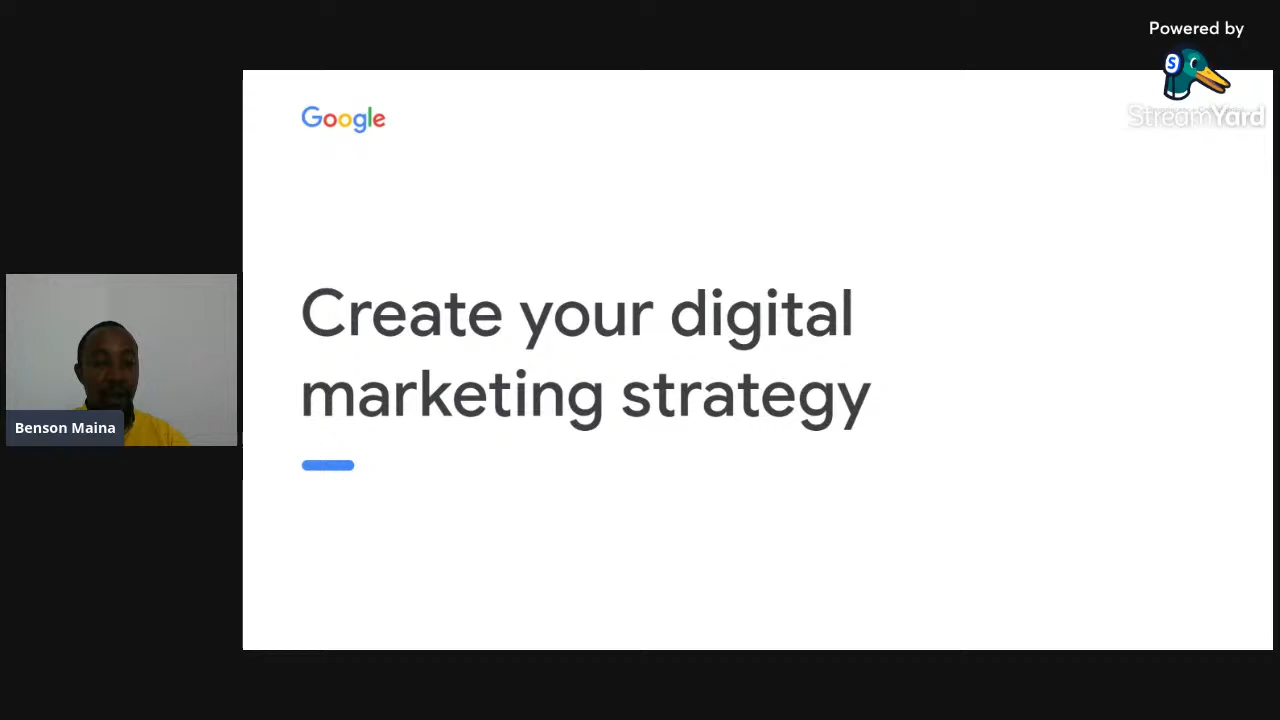 Powered by
S
StreamYard
Google
Create your digital
marketing strategy
Benson Maina